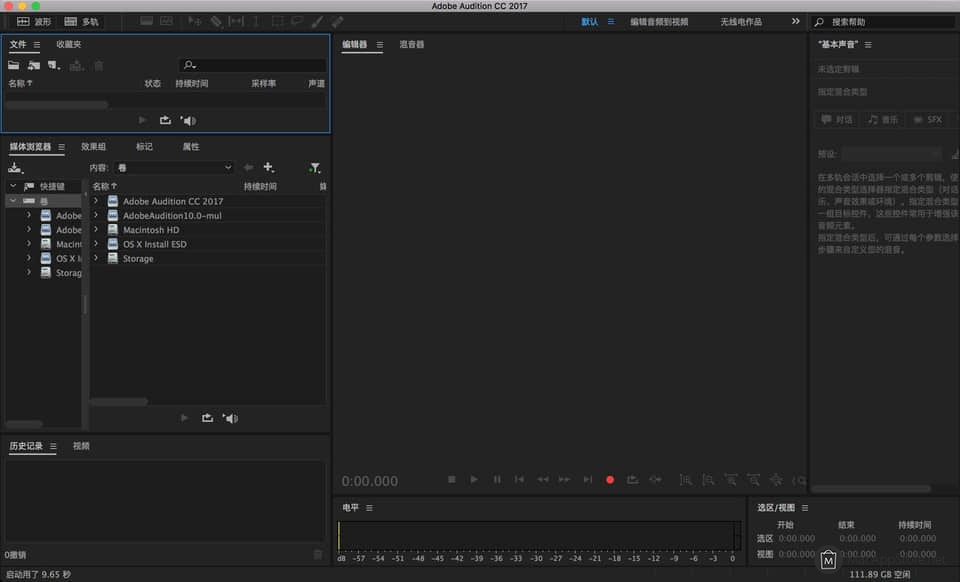 Adobe Audition CC 2017
波形 多轨 默认 编辑音频到视频 无线电作品 搜索帮助
文件 收藏夹
名称 状态 持续时间 采样率 声道
媒体浏览器 效果组 标记 属性
内容: 卷
快捷键
卷
Adobe
Adobe
Macint
OS X I
Storag
名称 持续时间
Adobe Audition CC 2017
AdobeAudition10.0-mul
Macintosh HD
OS X Install ESD
Storage
历史记录 视频
0撤销
启动用了 9.65 秒
编辑器 混音器
0:00.000
电平
dB -57 -54 -51 -48 -45 -42 -39 -36 -33 -30 -27 -24 -21 -18 -15 -12 -9 -6 -3 0
"基本声音"
未选定剪辑
指定混合类型
对话 音乐 SFX
预设:
在多轨会话中选择一个或多个剪辑，使
的混合类型选择器指定混合类型（对话
乐、声音效果或环境）。指定混合类型
一组目标控件，这些控件常用于增强该
音频元素。
指定混合类型后，可通过每个参数选择
步骤来自定义您的混音。
选区/视图
开始 结束 持续时间
选区 0:00.000 0:00.000 0:00.000
视图 0:00.000 0:00.000 0:00.000
111.89 GB 空闲